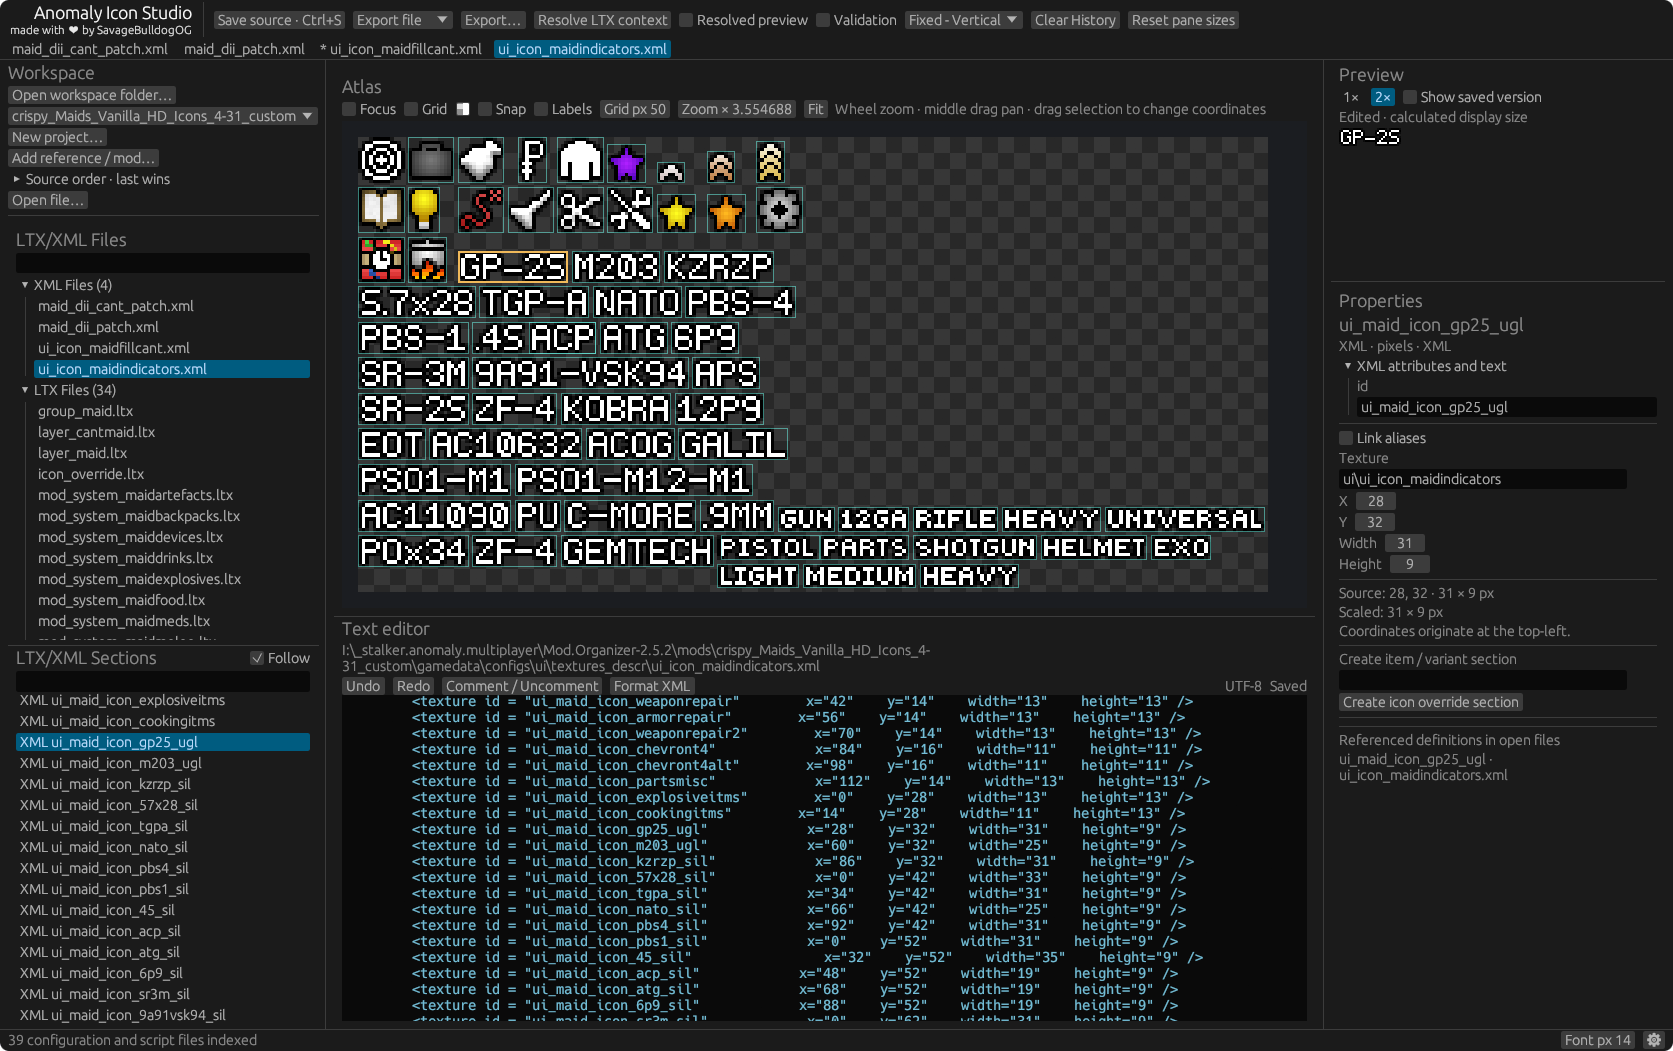 Anomaly Icon Studio
made with ❤ by SavageBulldogOG
Save source · Ctrl+S
Export file ▼
Export…
Resolve LTX context
Resolved preview
Validation
Fixed - Vertical ▼
Clear History
Reset pane sizes
maid_dii_cant_patch.xml
maid_dii_patch.xml
* ui_icon_maidfillcant.xml
ui_icon_maidindicators.xml
Workspace
Open workspace folder…
crispy_Maids_Vanilla_HD_Icons_4-31_custom ▼
New project…
Add reference / mod…
▸ Source order · last wins
Open file…
LTX/XML Files
▼ XML Files (4)
maid_dii_cant_patch.xml
maid_dii_patch.xml
ui_icon_maidfillcant.xml
ui_icon_maidindicators.xml
▼ LTX Files (34)
group_maid.ltx
layer_cantmaid.ltx
layer_maid.ltx
icon_override.ltx
mod_system_maidartefacts.ltx
mod_system_maidbackpacks.ltx
mod_system_maiddevices.ltx
mod_system_maiddrinks.ltx
mod_system_maidexplosives.ltx
mod_system_maidfood.ltx
mod_system_maidmeds.ltx
LTX/XML Sections
Follow
XML ui_maid_icon_explosiveitms
XML ui_maid_icon_cookingitms
XML ui_maid_icon_gp25_ugl
XML ui_maid_icon_m203_ugl
XML ui_maid_icon_kzrzp_sil
XML ui_maid_icon_57x28_sil
XML ui_maid_icon_tgpa_sil
XML ui_maid_icon_nato_sil
XML ui_maid_icon_pbs4_sil
XML ui_maid_icon_pbs1_sil
XML ui_maid_icon_45_sil
XML ui_maid_icon_acp_sil
XML ui_maid_icon_atg_sil
XML ui_maid_icon_6p9_sil
XML ui_maid_icon_sr3m_sil
XML ui_maid_icon_9a91vsk94_sil
Atlas
Focus
Grid
Snap
Labels
Grid px 50
Zoom × 3.554688
Fit
Wheel zoom · middle drag pan · drag selection to change coordinates
GP-25 M203 KZRZP
5.7x28 TGP-A NATO PBS-4
PBS-1 .45 ACP ATG 6P9
SR-3M 9A91-VSK94 APS
SR-2S ZF-4 KOBRA 12P9
EOT AC10632 ACOG GALIL
PSO1-M1 PSO1-M12-M1
AC11090 PU C-MORE .9MM GUN 12GA RIFLE HEAVY UNIVERSAL
POx34 ZF-4 GEMTECH PISTOL PARTS SHOTGUN HELMET EXO
LIGHT MEDIUM HEAVY
Text editor
I:\_stalker.anomaly.multiplayer\Mod.Organizer-2.5.2\mods\crispy_Maids_Vanilla_HD_Icons_4-
31_custom\gamedata\configs\ui\textures_descr\ui_icon_maidindicators.xml
Undo
Redo
Comment / Uncomment
Format XML
UTF-8 Saved
<texture id = "ui_maid_icon_weaponrepair" x="42" y="14" width="13" height="13" />
<texture id = "ui_maid_icon_armorrepair" x="56" y="14" width="13" height="13" />
<texture id = "ui_maid_icon_weaponrepair2" x="70" y="14" width="13" height="13" />
<texture id = "ui_maid_icon_chevront4" x="84" y="16" width="11" height="11" />
<texture id = "ui_maid_icon_chevront4alt" x="98" y="16" width="11" height="11" />
<texture id = "ui_maid_icon_partsmisc" x="112" y="14" width="13" height="13" />
<texture id = "ui_maid_icon_explosiveitms" x="0" y="28" width="13" height="13" />
<texture id = "ui_maid_icon_cookingitms" x="14" y="28" width="11" height="13" />
<texture id = "ui_maid_icon_gp25_ugl" x="28" y="32" width="31" height="9" />
<texture id = "ui_maid_icon_m203_ugl" x="60" y="32" width="25" height="9" />
<texture id = "ui_maid_icon_kzrzp_sil" x="86" y="32" width="31" height="9" />
<texture id = "ui_maid_icon_57x28_sil" x="0" y="42" width="33" height="9" />
<texture id = "ui_maid_icon_tgpa_sil" x="34" y="42" width="31" height="9" />
<texture id = "ui_maid_icon_nato_sil" x="66" y="42" width="25" height="9" />
<texture id = "ui_maid_icon_pbs4_sil" x="92" y="42" width="31" height="9" />
<texture id = "ui_maid_icon_pbs1_sil" x="0" y="52" width="31" height="9" />
<texture id = "ui_maid_icon_45_sil" x="32" y="52" width="35" height="9" />
<texture id = "ui_maid_icon_acp_sil" x="48" y="52" width="19" height="9" />
<texture id = "ui_maid_icon_atg_sil" x="68" y="52" width="19" height="9" />
<texture id = "ui_maid_icon_6p9_sil" x="88" y="52" width="19" height="9" />
<texture id = "ui_maid_icon_sr3m_sil" x="0" y="62" width="31" height="9" />
Preview
1×
2×
Show saved version
Edited · calculated display size
GP-25
Properties
ui_maid_icon_gp25_ugl
XML · pixels · XML
▼ XML attributes and text
id
ui_maid_icon_gp25_ugl
Link aliases
Texture
ui\ui_icon_maidindicators
X 28
Y 32
Width 31
Height 9
Source: 28, 32 · 31 × 9 px
Scaled: 31 × 9 px
Coordinates originate at the top-left.
Create item / variant section
Create icon override section
Referenced definitions in open files
ui_maid_icon_gp25_ugl ·
ui_icon_maidindicators.xml
39 configuration and script files indexed
Font px 14